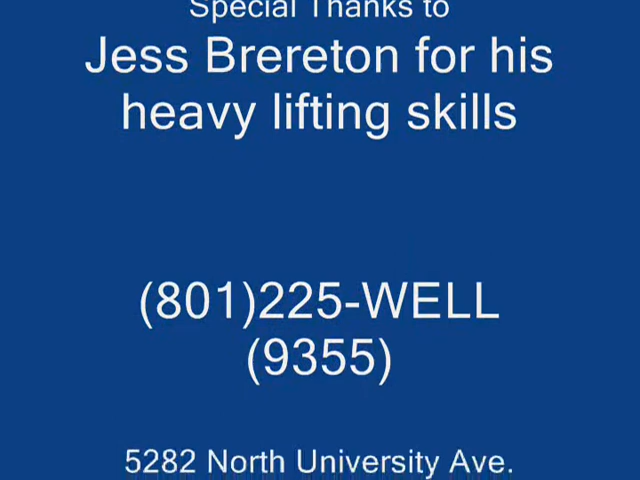 Special Thanks to
Jess Brereton for his
heavy lifting skills
(801)225-WELL
(9355)
5282 North University Ave.